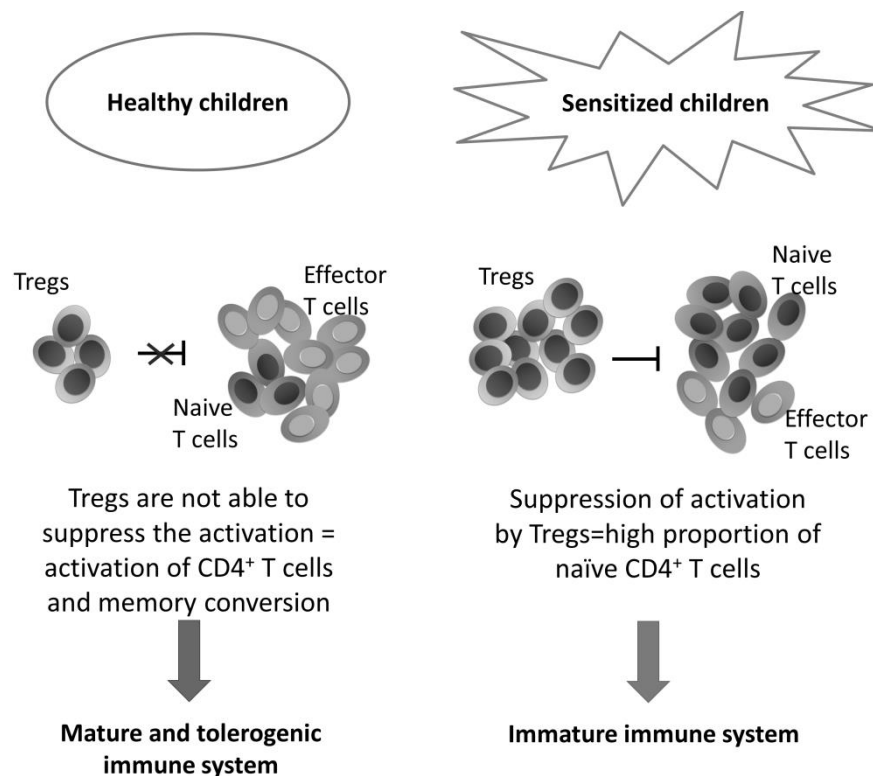 Healthy children
Sensitized children
Tregs
Effector
T cells
Naive
T cells
Tregs
Naive
T cells
Effector
T cells
Tregs are not able to
suppress the activation =
activation of CD4⁺ T cells
and memory conversion
Suppression of activation
by Tregs=high proportion of
naïve CD4⁺ T cells
Mature and tolerogenic
immune system
Immature immune system